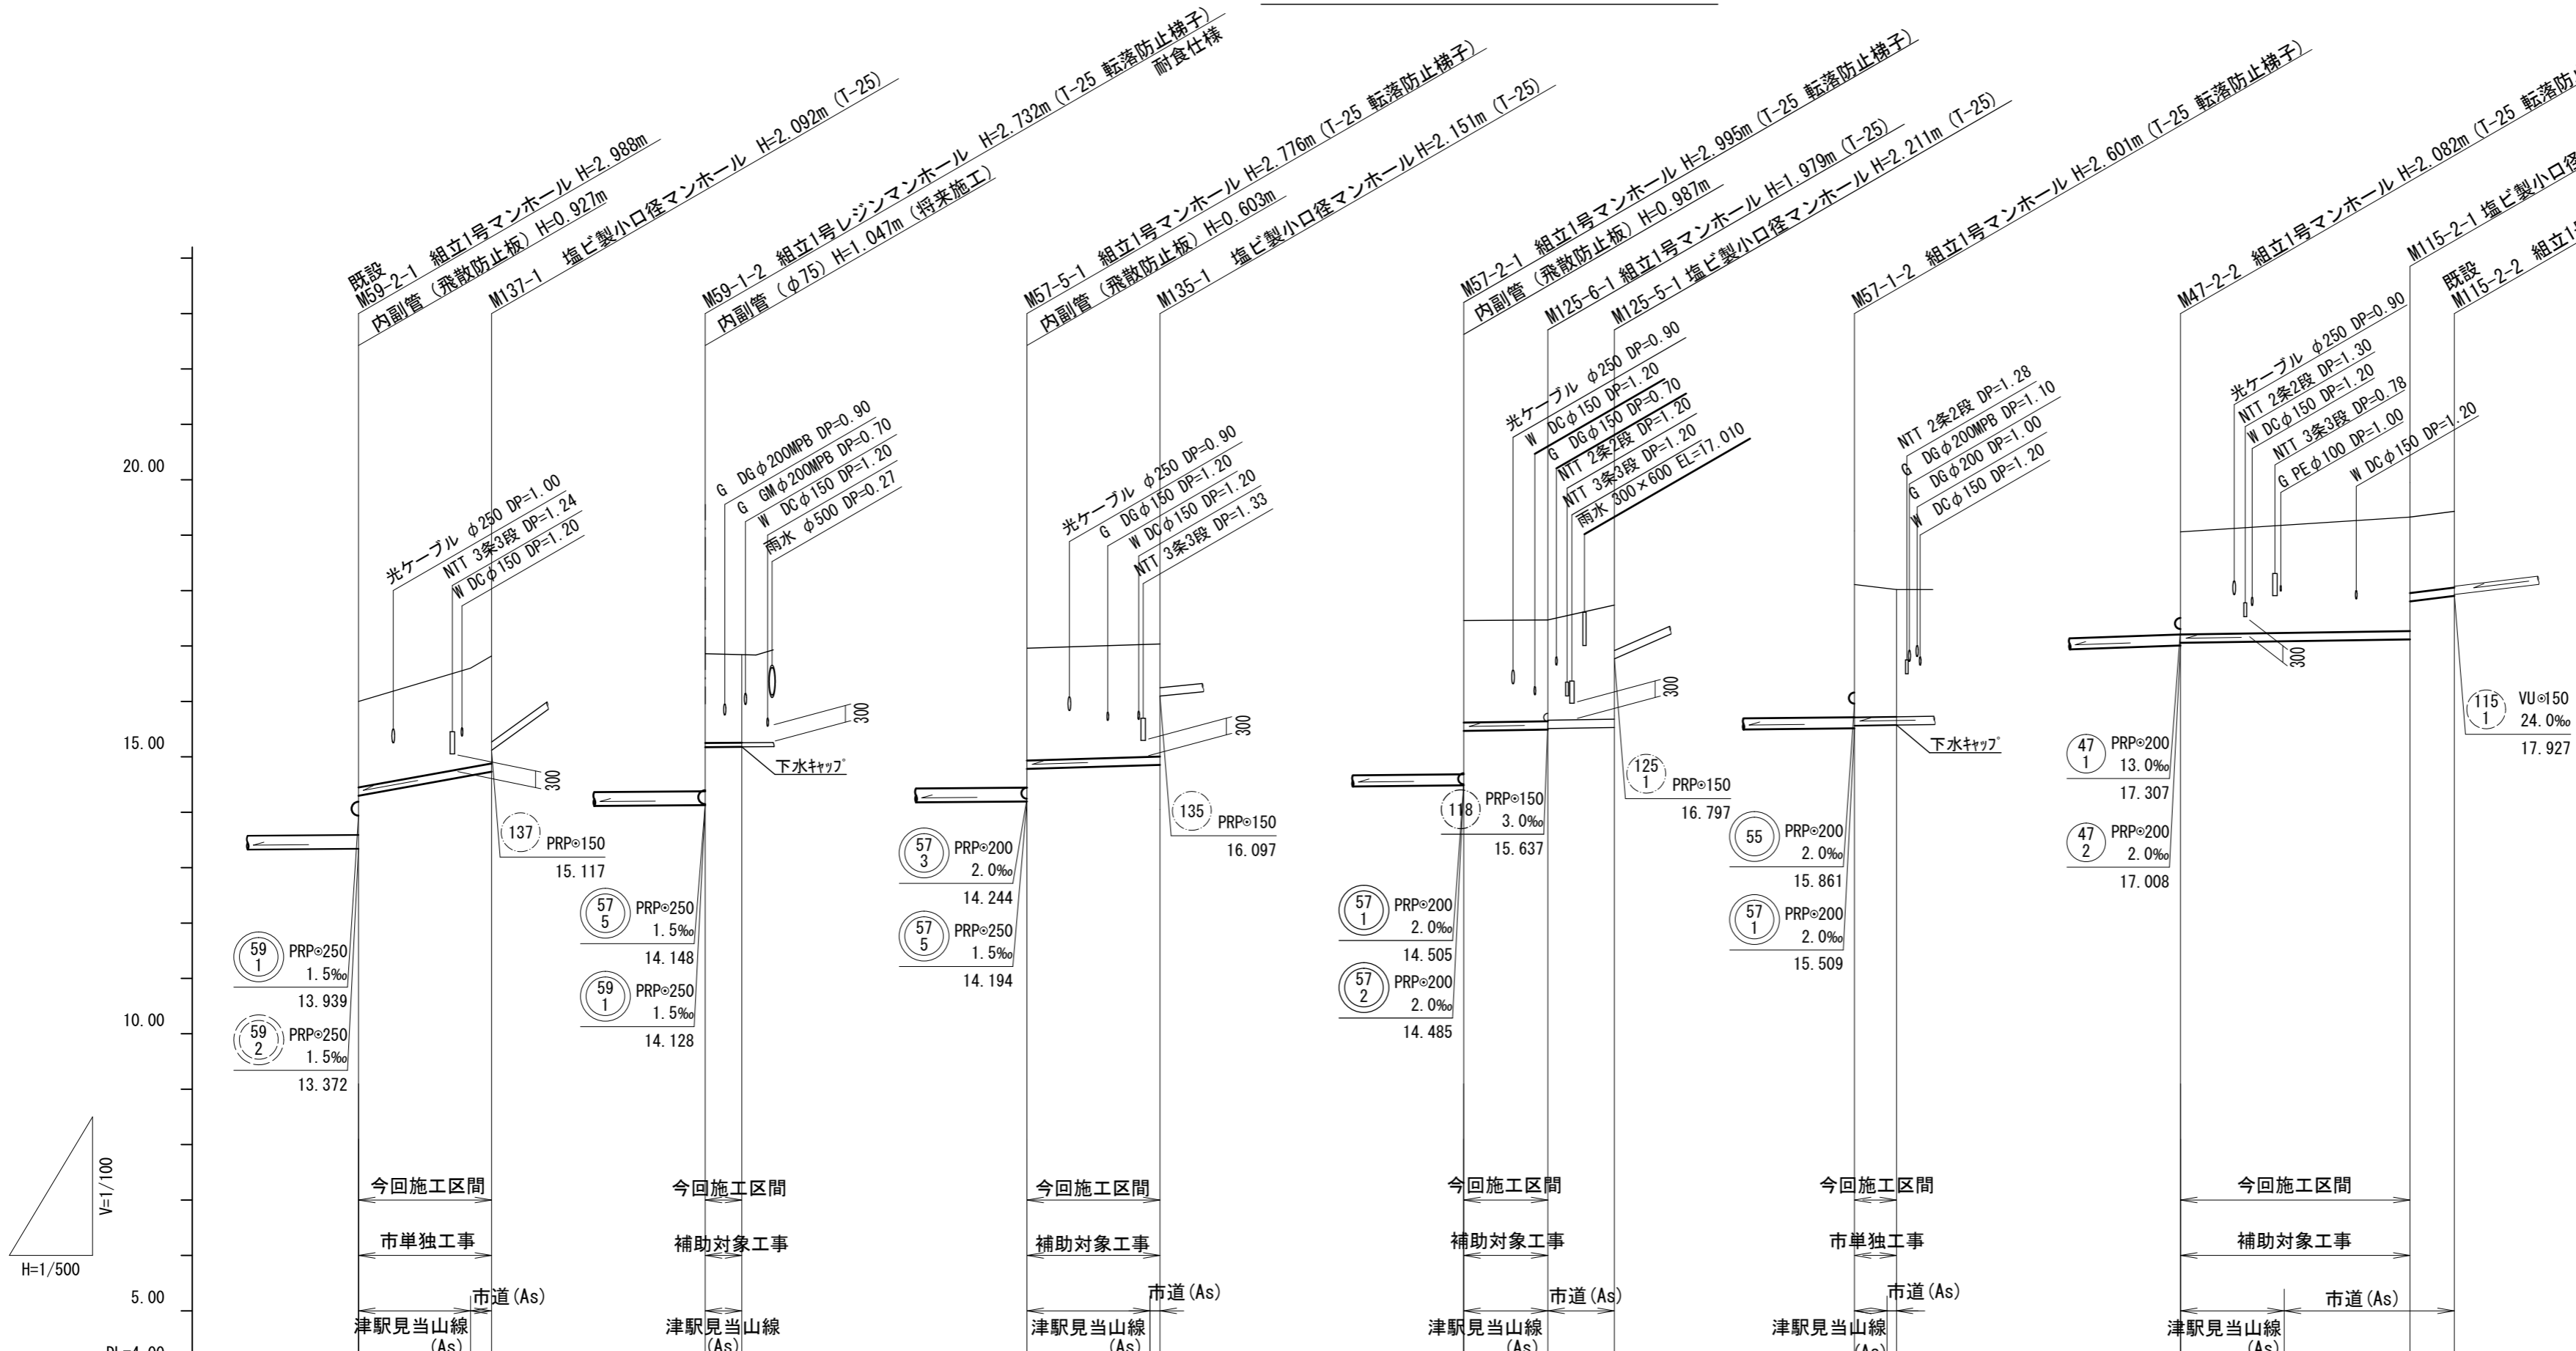 既設
M59-2-1 組立1号マンホール H=2.988m
内副管（飛散防止板）H=0.927m
M137-1 塩ビ製小口径マンホール H=2.092m (T-25)
M59-1-2 組立1号レジンマンホール H=2.732m (T-25 転落防止梯子)
耐食仕様
内副管（φ75）H=1.047m（将来施工）
M57-5-1 組立1号マンホール H=2.776m (T-25 転落防止梯子)
内副管（飛散防止板）H=0.603m
M135-1 塩ビ製小口径マンホール H=2.151m (T-25)
M57-2-1 組立1号マンホール H=2.995m (T-25 転落防止梯子)
内副管（飛散防止板）H=0.987m
M125-6-1 組立1号マンホール H=1.979m (T-25)
M125-5-1 塩ビ製小口径マンホール H=2.211m (T-25)
M57-1-2 組立1号マンホール H=2.601m (T-25 転落防止梯子)
M47-2-2 組立1号マンホール H=2.082m (T-25 転落防止
M115-2-1 塩ビ製小口径
既設
M115-2-2 組立1号
20.00
15.00
10.00
5.00
DL=4.00
V=1/100
H=1/500
光ケーブル φ250 DP=1.00
NTT 3条3段 DP=1.24
W DCφ150 DP=1.20
300
137 PRP⊙150
15.117
59
1
PRP⊙250
1.5‰
13.939
59
2
PRP⊙250
1.5‰
13.372
今回施工区間
市単独工事
市道(As)
津駅見当山線
(As)
G DGφ200MPB DP=0.90
G GMφ200MPB DP=0.70
W DCφ150 DP=1.20
雨水 φ500 DP=0.27
300
下水ｷｬｯﾌﾟ
57
5
PRP⊙250
1.5‰
14.148
59
1
PRP⊙250
1.5‰
14.128
今回施工区間
補助対象工事
津駅見当山線
(As)
光ケーブル φ250 DP=0.90
G DGφ150 DP=1.20
W DCφ150 DP=1.20
NTT 3条3段 DP=1.33
300
135 PRP⊙150
16.097
57
3
PRP⊙200
2.0‰
14.244
57
5
PRP⊙250
1.5‰
14.194
今回施工区間
補助対象工事
市道(As)
津駅見当山線
(As)
光ケーブル φ250 DP=0.90
W DCφ150 DP=1.20
G DGφ150 DP=0.70
NTT 2条2段 DP=1.20
NTT 3条3段 DP=1.20
雨水 300×600 EL=17.010
300
125
1
PRP⊙150
16.797
118 PRP⊙150
3.0‰
15.637
57
1
PRP⊙200
2.0‰
14.505
57
2
PRP⊙200
2.0‰
14.485
今回施工区間
補助対象工事
市道(As)
津駅見当山線
(As)
NTT 2条2段 DP=1.28
G DGφ200MPB DP=1.10
G DGφ200 DP=1.00
W DCφ150 DP=1.20
下水ｷｬｯﾌﾟ
55 PRP⊙200
2.0‰
15.861
57
1
PRP⊙200
2.0‰
15.509
今回施工区間
市単独工事
市道(As)
津駅見当山線
(As)
光ケーブル φ250 DP=0.90
NTT 2条2段 DP=1.30
W DCφ150 DP=1.20
NTT 3条3段 DP=0.78
G PEφ100 DP=1.00
W DCφ150 DP=1.20
300
115
1
VU⊙150
24.0‰
17.927
47
1
PRP⊙200
13.0‰
17.307
47
2
PRP⊙200
2.0‰
17.008
今回施工区間
補助対象工事
市道(As)
津駅見当山線
(As)